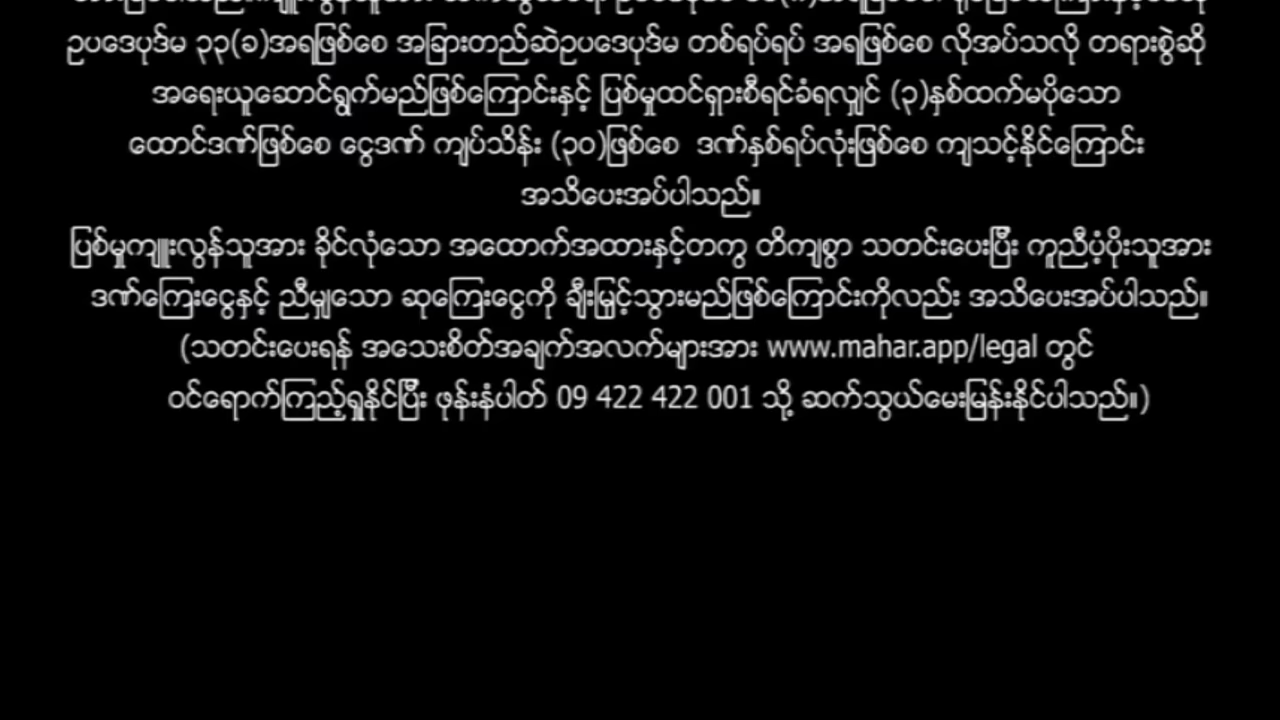 ဥပဒေပုဒ်မ ၃၃(ခ)အရဖြစ်စေ အခြားတည်ဆဲဥပဒေပုဒ်မ တစ်ရပ်ရပ် အရဖြစ်စေ လိုအပ်သလို တရားစွဲဆို
အရေးယူဆောင်ရွက်မည်ဖြစ်ကြောင်းနှင့် ပြစ်မှုထင်ရှားစီရင်ခံရလျှင် (၃)နှစ်ထက်မပိုသော
ထောင်ဒဏ်ဖြစ်စေ ငွေဒဏ် ကျပ်သိန်း (၃၀)ဖြစ်စေ ဒဏ်နှစ်ရပ်လုံးဖြစ်စေ ကျသင့်နိုင်ကြောင်း
အသိပေးအပ်ပါသည်။
ပြစ်မှုကျူးလွန်သူအား ခိုင်လုံသော အထောက်အထားနှင့်တကွ တိကျစွာ သတင်းပေးပြီး ကူညီပံ့ပိုးသူအား
ဒဏ်ကြေးငွေနှင့် ညီမျှသော ဆုကြေးငွေကို ချီးမြှင့်သွားမည်ဖြစ်ကြောင်းကိုလည်း အသိပေးအပ်ပါသည်။
(သတင်းပေးရန် အသေးစိတ်အချက်အလက်များအား www.mahar.app/legal တွင်
ဝင်ရောက်ကြည့်ရှုနိုင်ပြီး ဖုန်းနံပါတ် 09 422 422 001 သို့ ဆက်သွယ်မေးမြန်းနိုင်ပါသည်။)